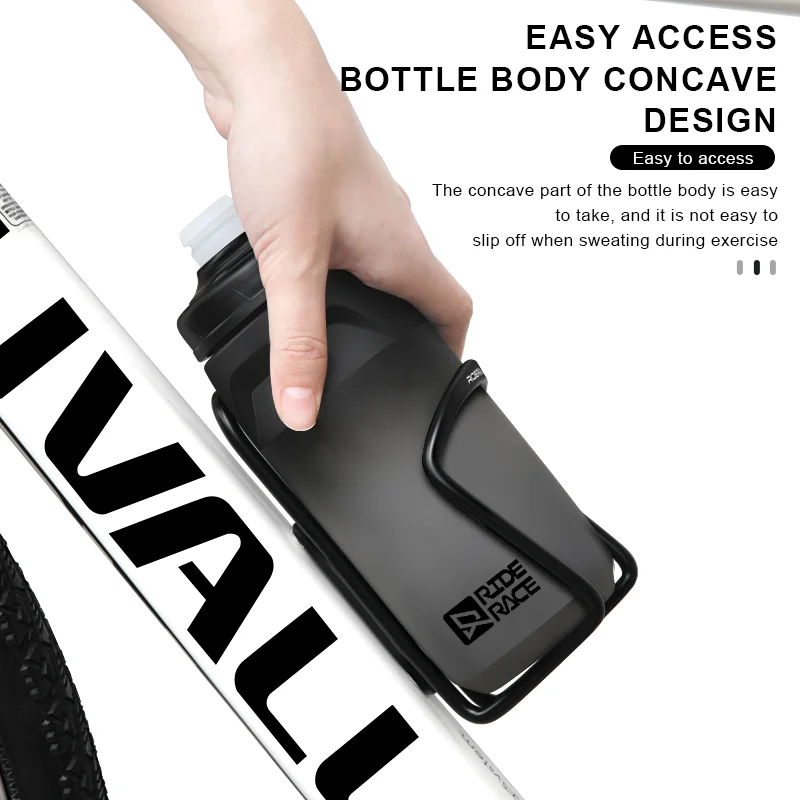 EASY ACCESS
BOTTLE BODY CONCAVE
DESIGN
Easy to access
The concave part of the bottle body is easy
to take, and it is not easy to
slip off when sweating during exercise
RIDE
RACE
IVALI